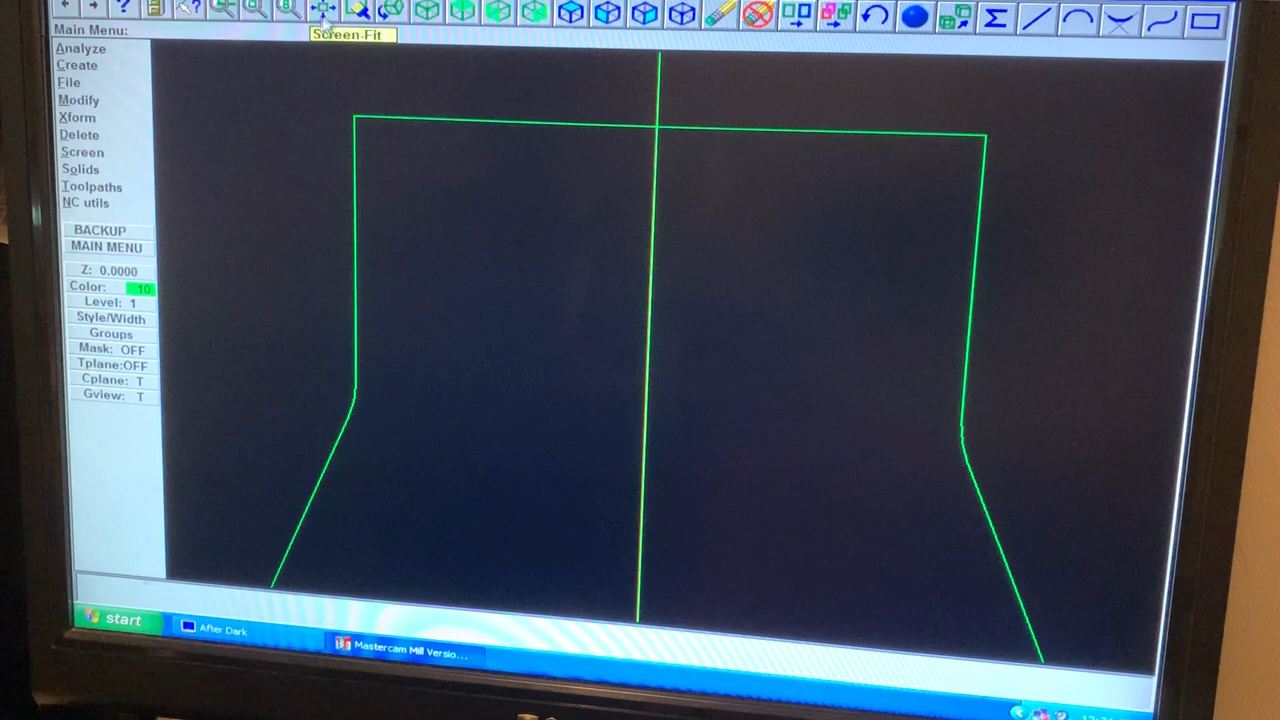 Main Menu:
Screen-Fit
Analyze
Create
File
Modify
Xform
Delete
Screen
Solids
Toolpaths
NC utils
BACKUP
MAIN MENU
Z: 0.0000
Color: 10
Level: 1
Style/Width
Groups
Mask: OFF
Tplane:OFF
Cplane: T
Gview: T
start
After Dark
Mastercam Mill Versio...